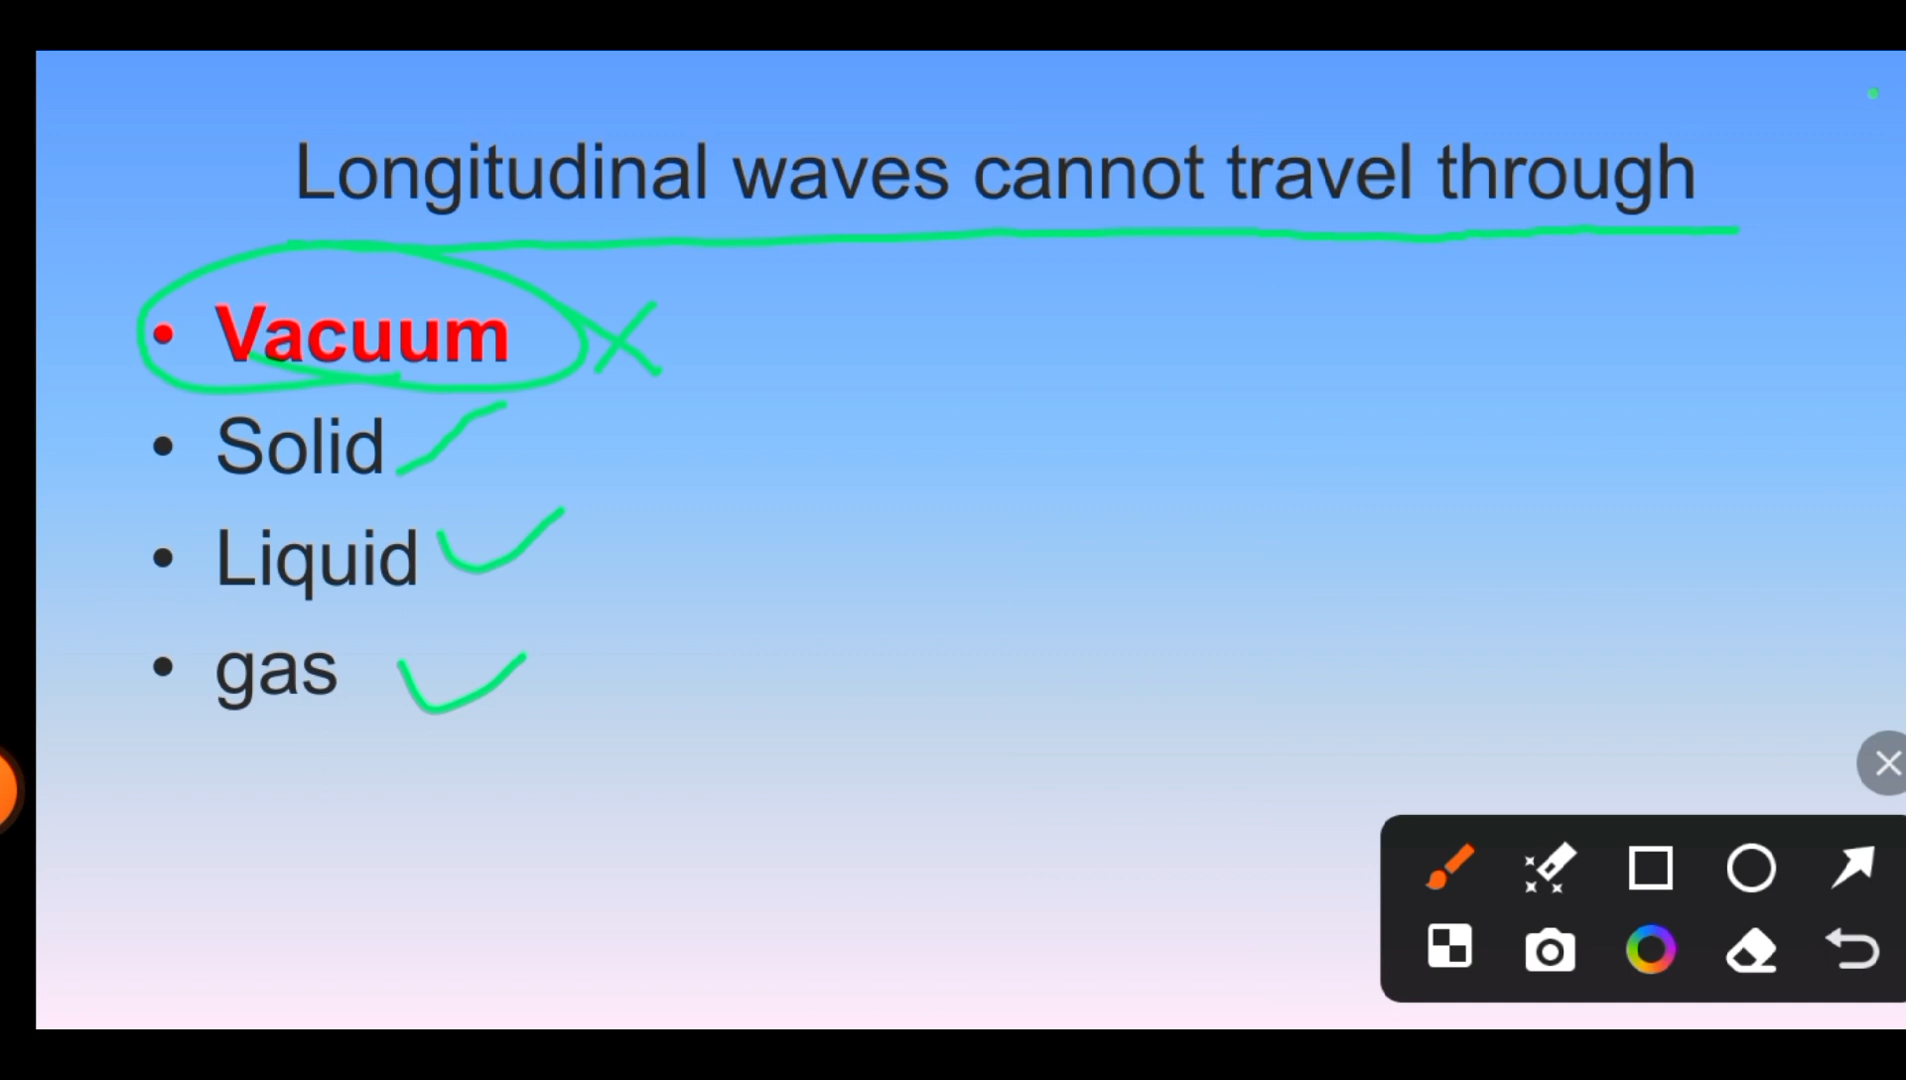 Longitudinal waves cannot travel through
• Vacuum
• Solid
• Liquid
• gas